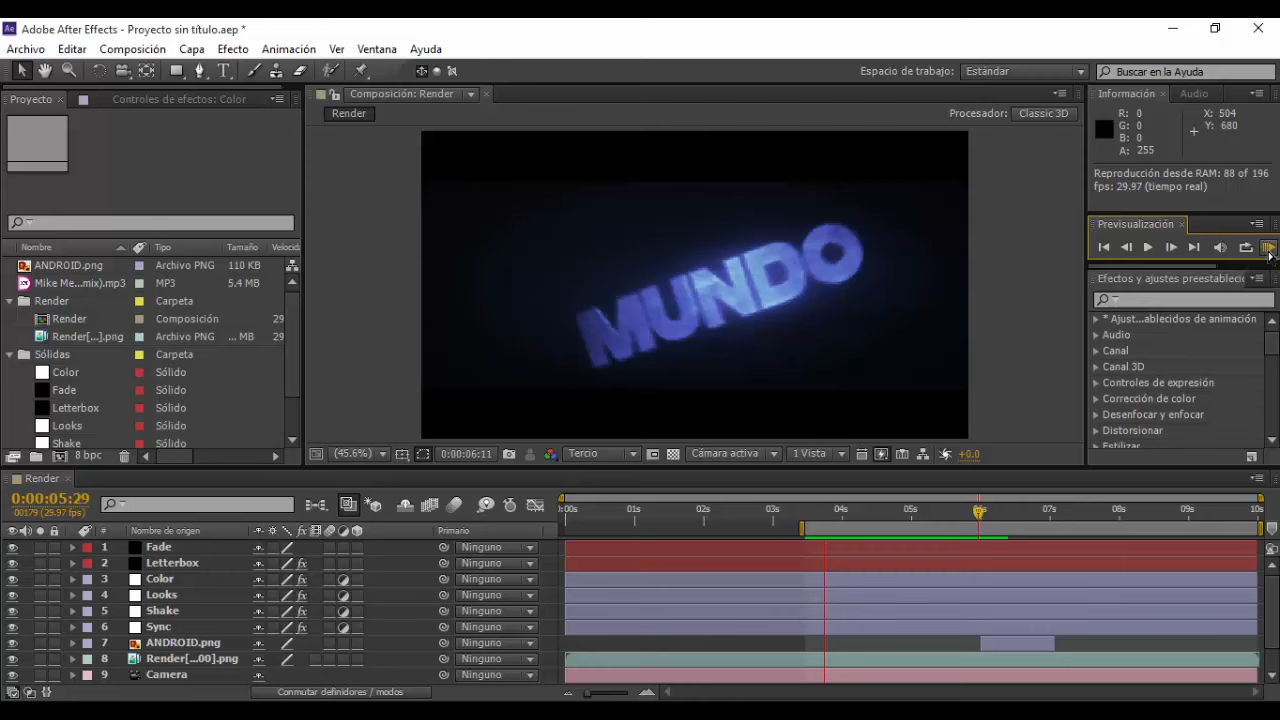 Adobe After Effects - Proyecto sin título.aep *
Archivo Editar Composición Capa Efecto Animación Ver Ventana Ayuda
Espacio de trabajo: Estándar Buscar en la Ayuda
Proyecto Controles de efectos: Color
Composición: Render
Render
Procesador: Classic 3D
Información Audio
R: 0
G: 0
B: 0
A: 255
X: 504
Y: 680
Reproducción desde RAM: 88 of 196
fps: 29.97 (tiempo real)
Previsualización
Efectos y ajustes preestablecic
* Ajust...ablecidos de animación
Audio
Canal
Canal 3D
Controles de expresión
Corrección de color
Desenfocar y enfocar
Distorsionar
Estilizar
MUNDO
Nombre Tipo Tamaño Velocida
ANDROID.png Archivo PNG 110 KB
Mike Me...mix).mp3 MP3 5.4 MB
Render Carpeta
Render Composición 29
Render[...].png Archivo PNG ... MB 29
Sólidas Carpeta
Color Sólido
Fade Sólido
Letterbox Sólido
Looks Sólido
Shake Sólido
8 bpc
(45.6%) 0:00:06:11 Tercio Cámara activa 1 Vista +0.0
Render
0:00:05:29
00179 (29.97 fps)
:00s 01s 02s 03s 04s 05s 06s 07s 08s 09s 10s
# Nombre de origen Primario
1 Fade Ninguno
2 Letterbox Ninguno
3 Color Ninguno
4 Looks Ninguno
5 Shake Ninguno
6 Sync Ninguno
7 ANDROID.png Ninguno
8 Render[...00].png Ninguno
9 Camera Ninguno
Conmutar definidores / modos